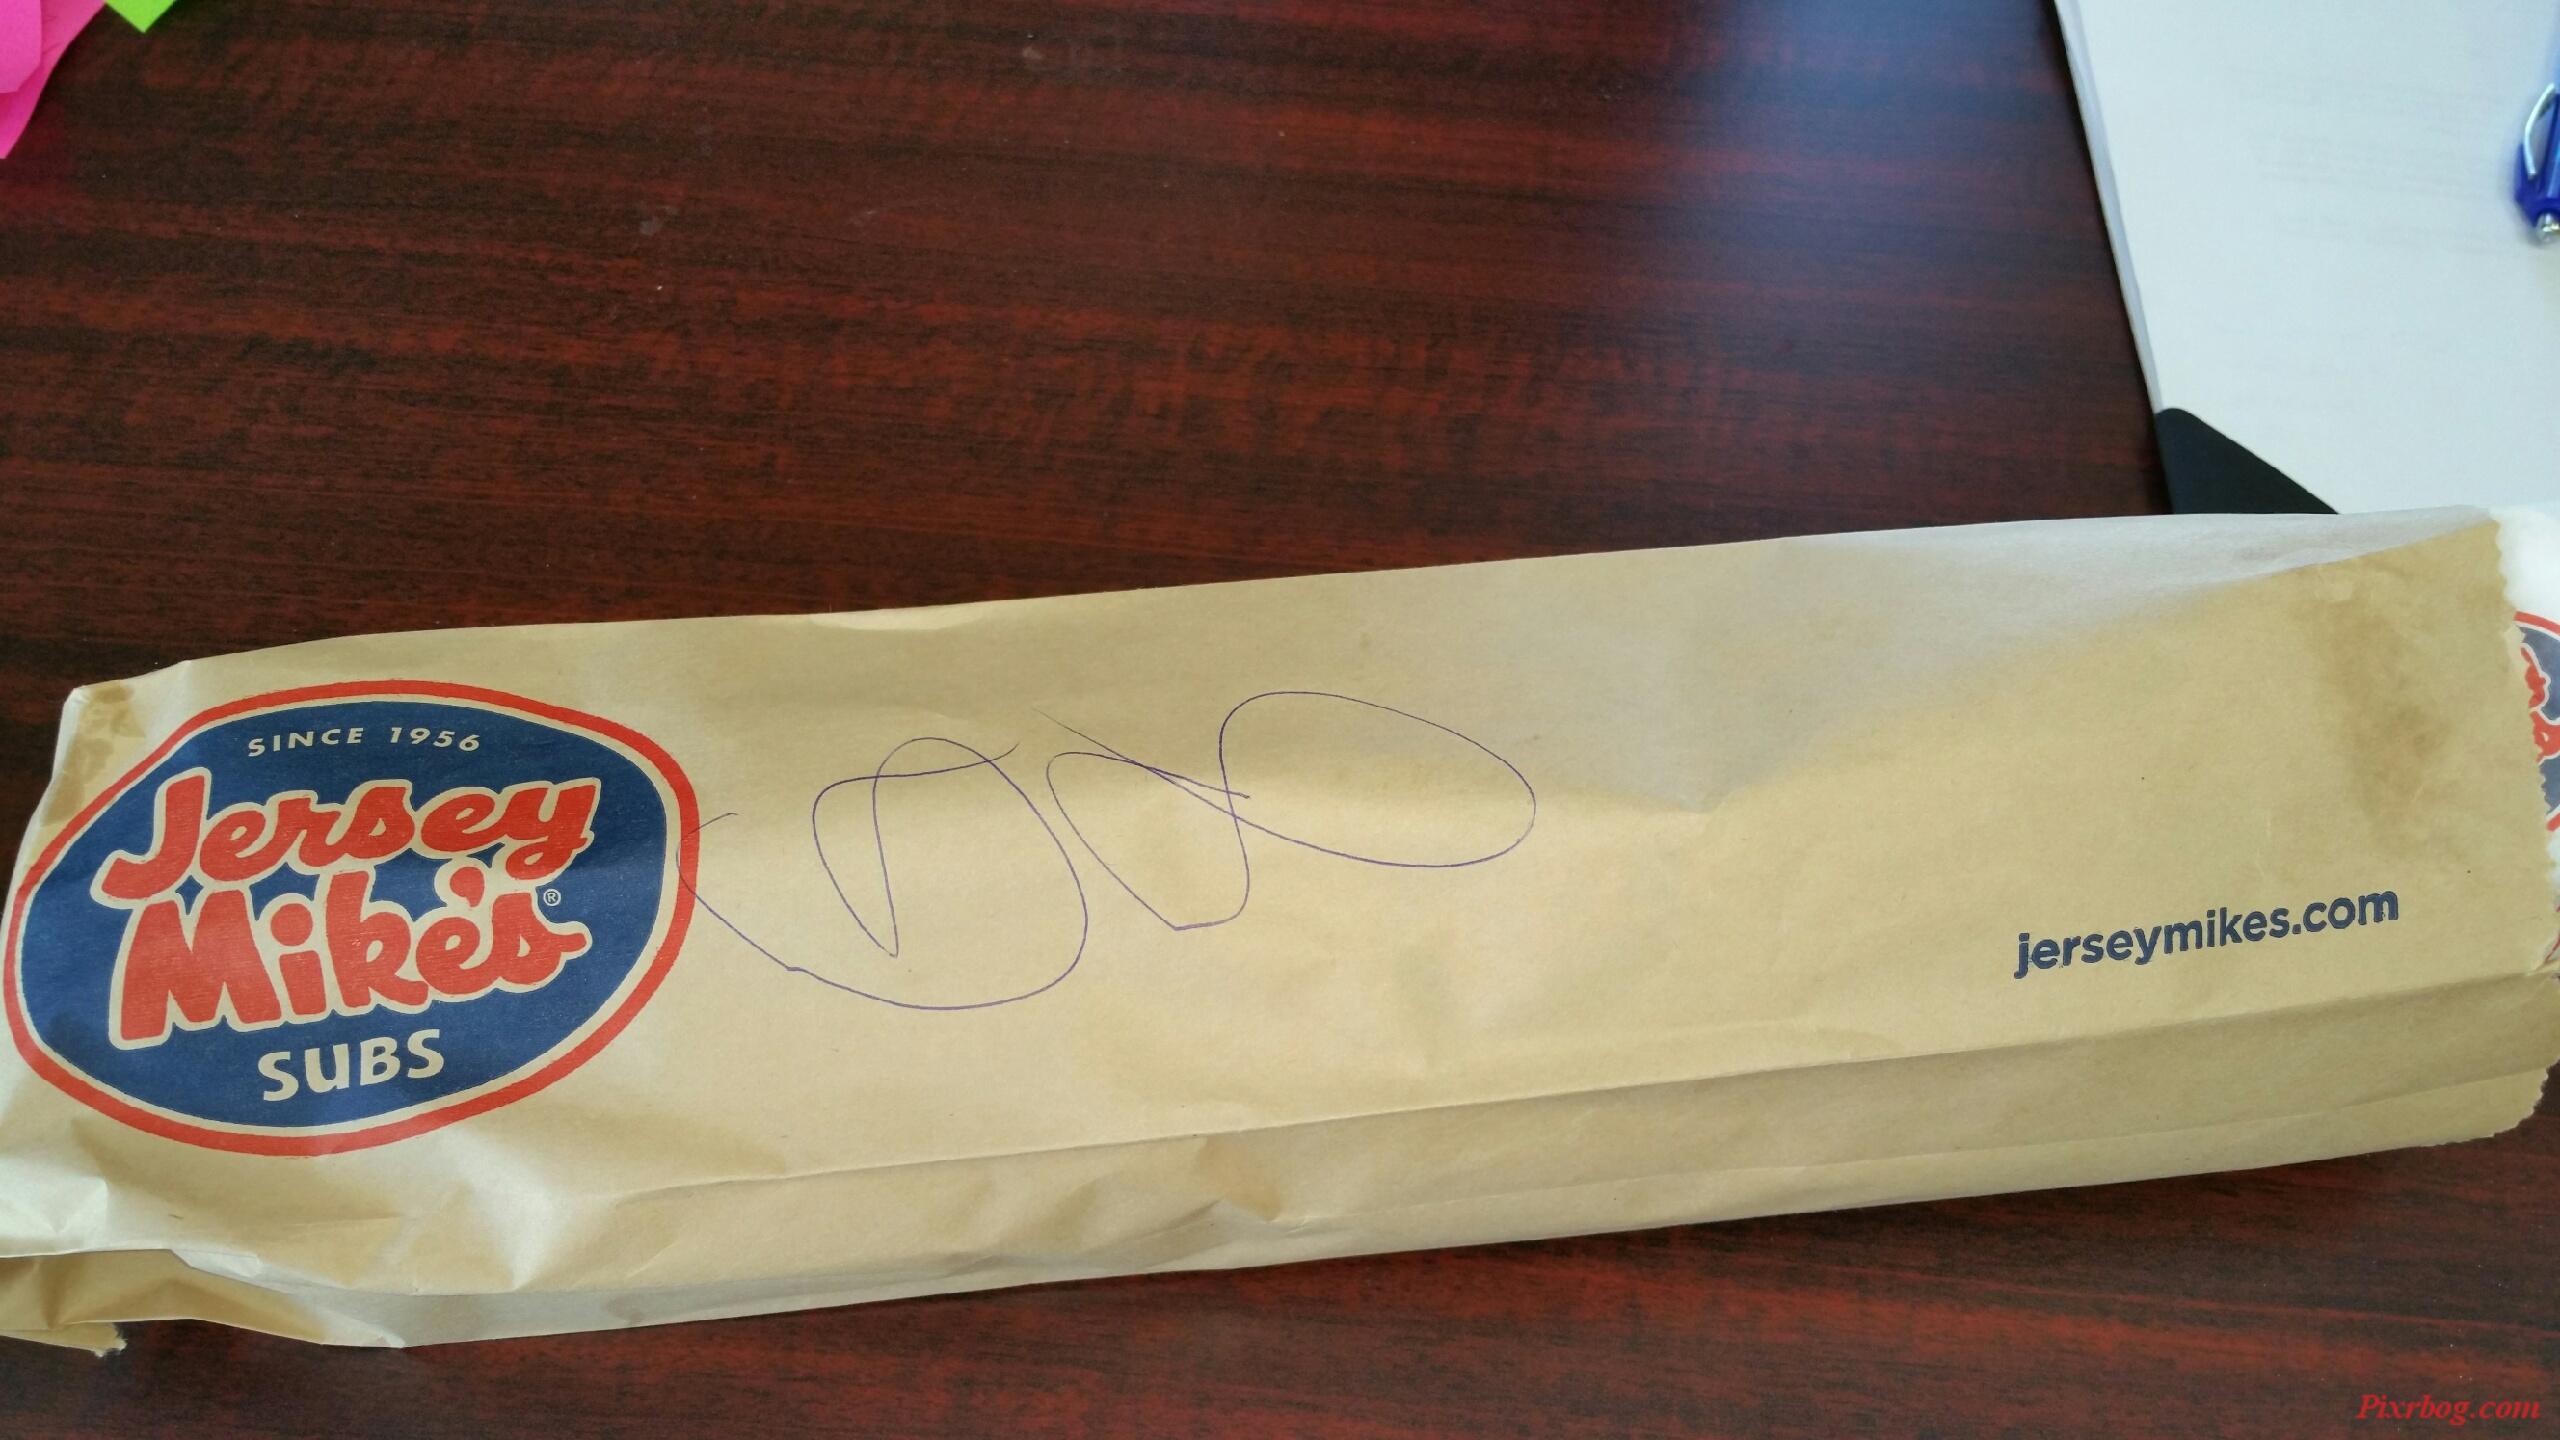 SINCE 1956
Jersey
Mike's®
SUBS
jerseymikes.com
Pixrbog.com